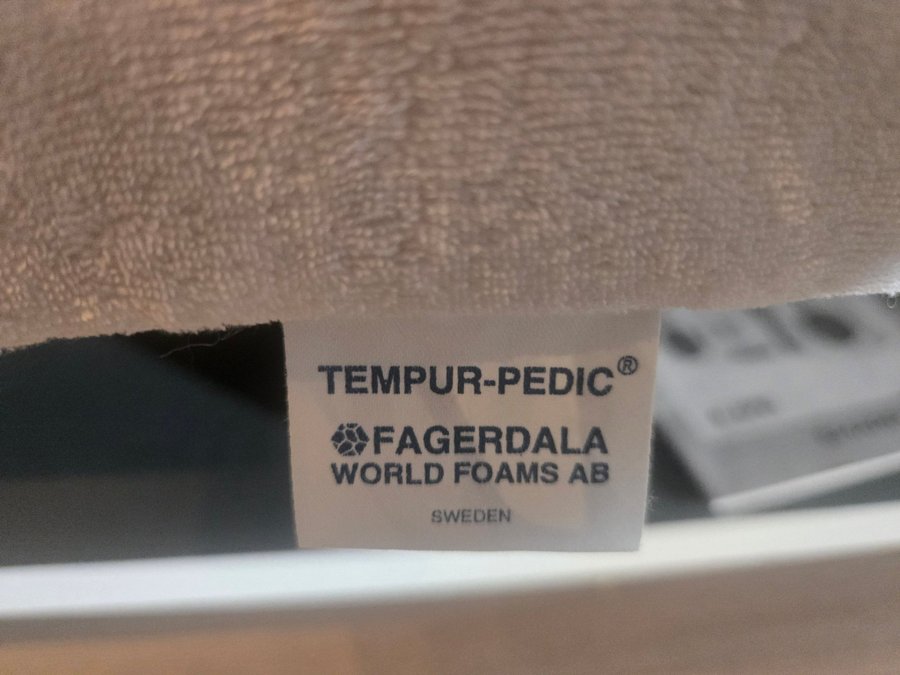 TEMPUR-PEDIC®
FAGERDALA
WORLD FOAMS AB
SWEDEN